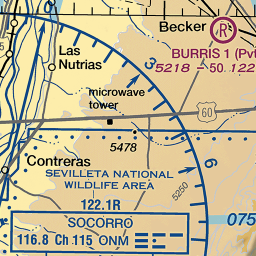 Becker
R
BURRIS 1 (Pvt
5218 - 50 122
Las
Nutrias
3
microwave
tower
60
5478
Contreras
6
SEVILLETA NATIONAL
WILDLIFE AREA
5250
122.1R
SOCORRO
116.8 Ch 115 ONM
075